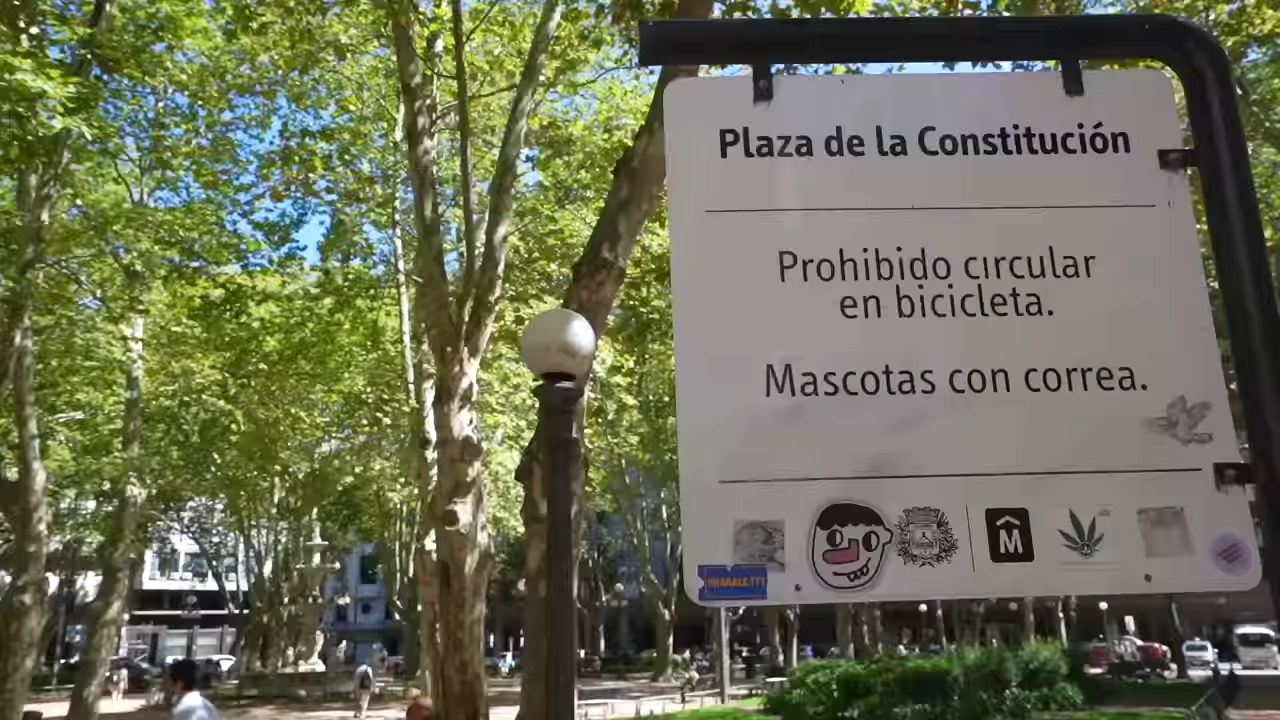 Plaza de la Constitución
Prohibido circular
en bicicleta.
Mascotas con correa.
M